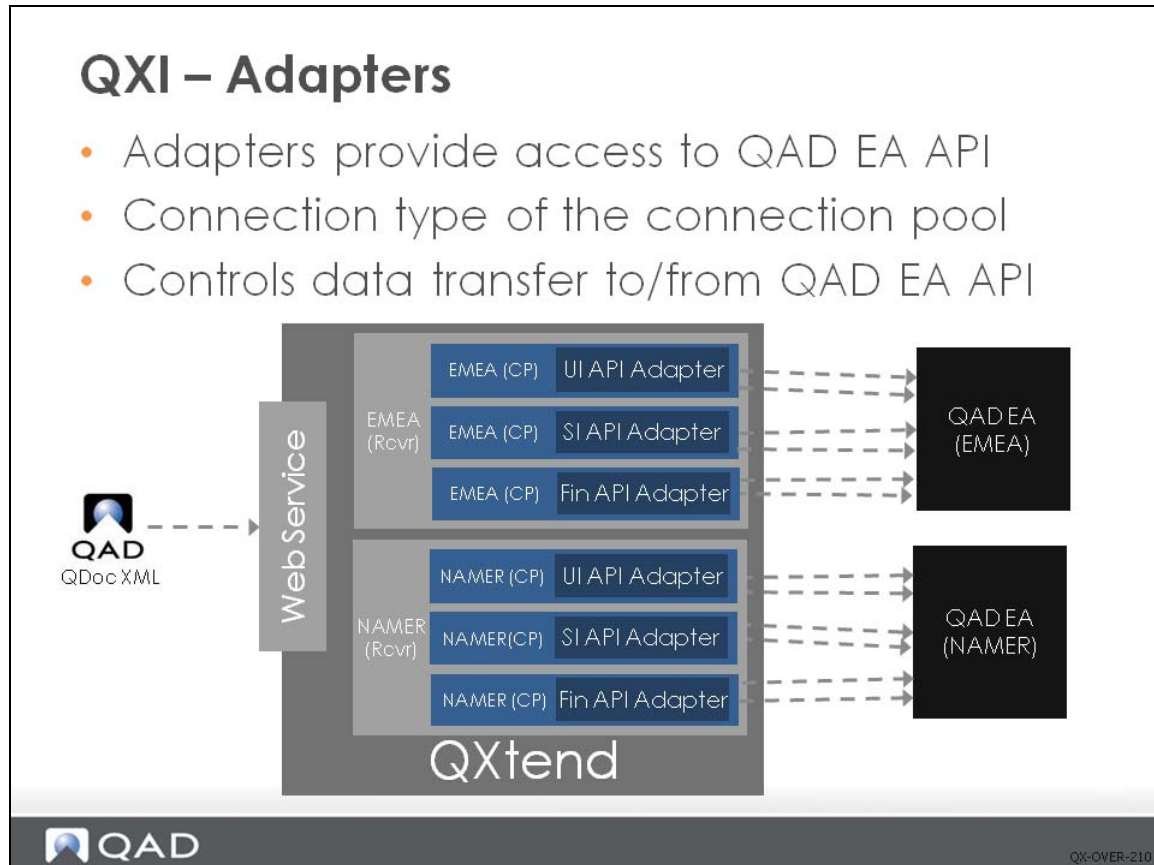 QXI – Adapters
• Adapters provide access to QAD EA API
• Connection type of the connection pool
• Controls data transfer to/from QAD EA API
QAD
QDoc XML
Web Service
EMEA
(Rcvr)
EMEA (CP) UI API Adapter
EMEA (CP) SI API Adapter
EMEA (CP) Fin API Adapter
NAMER
(Rcvr)
NAMER (CP) UI API Adapter
NAMER(CP) SI API Adapter
NAMER (CP) Fin API Adapter
QXtend
QAD EA
(EMEA)
QAD EA
(NAMER)
QAD
QX-OVER-210